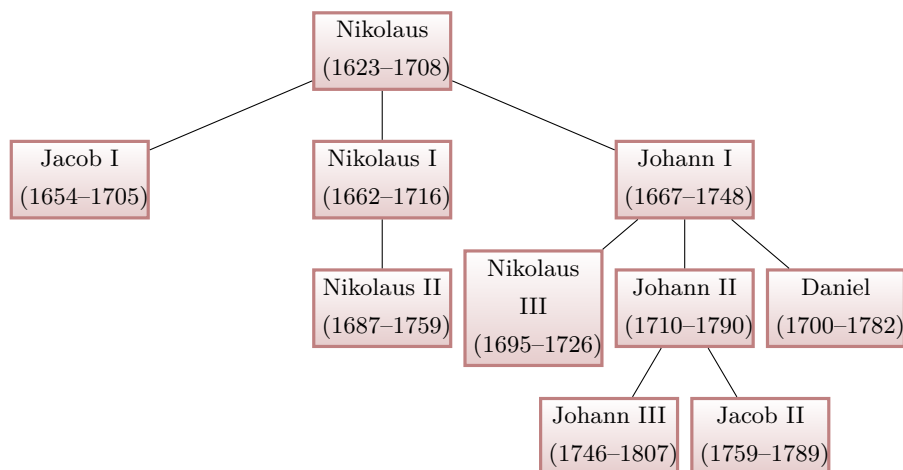 Nikolaus
(1623–1708)
Jacob I
(1654–1705)
Nikolaus I
(1662–1716)
Johann I
(1667–1748)
Nikolaus II
(1687–1759)
Nikolaus
III
(1695–1726)
Johann II
(1710–1790)
Daniel
(1700–1782)
Johann III
(1746–1807)
Jacob II
(1759–1789)